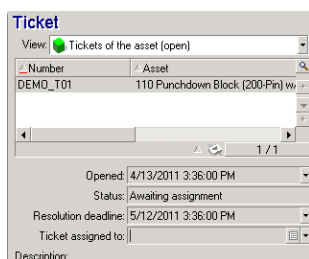 Ticket
View: Tickets of the asset (open)
Number Asset
DEMO_T01 110 Punchdown Block (200-Pin) w/
1 / 1
Opened: 4/13/2011 3:36:00 PM
Status: Awaiting assignment
Resolution deadline: 5/12/2011 3:36:00 PM
Ticket assigned to:
Description: